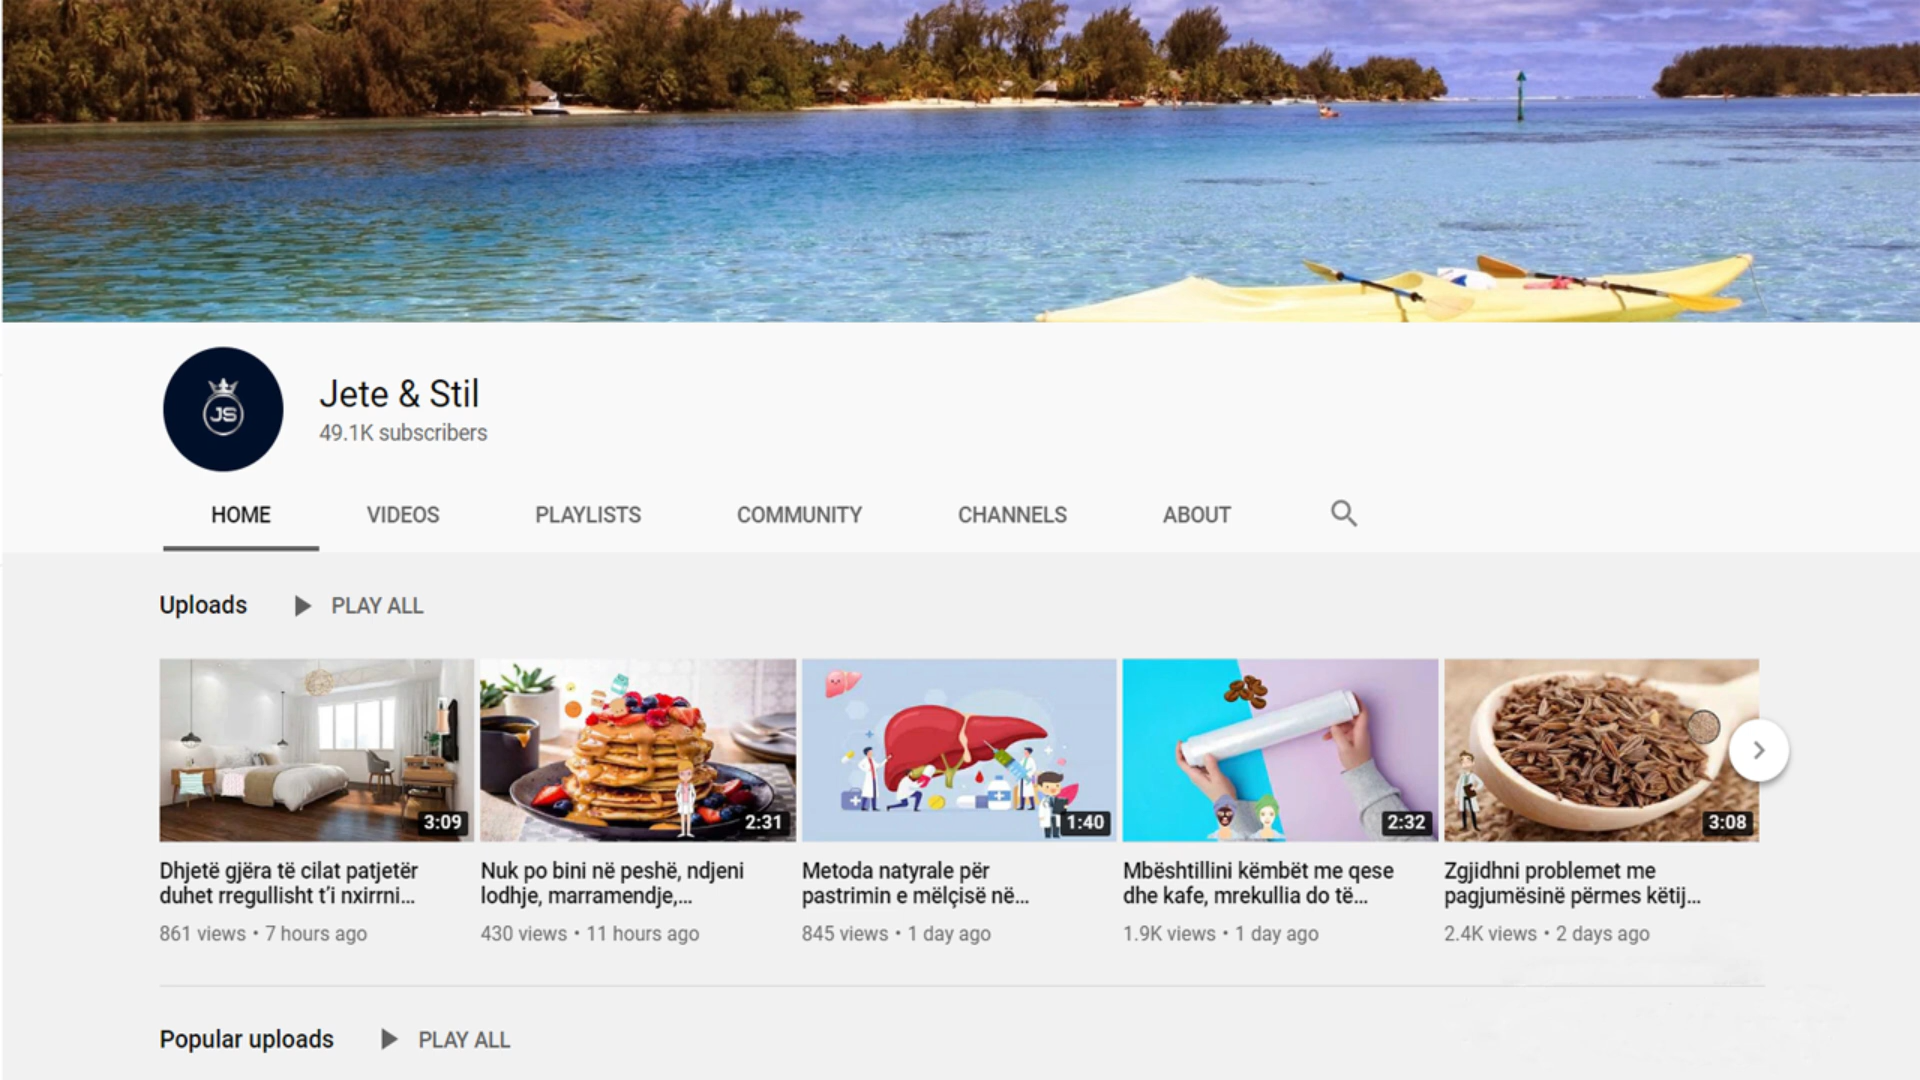 JS
Jete & Stil
49.1K subscribers
HOME VIDEOS PLAYLISTS COMMUNITY CHANNELS ABOUT
Uploads PLAY ALL
3:09 2:31 1:40 2:32 3:08
Dhjetë gjëra të cilat patjetër
duhet rregullisht t’i nxirrni...
861 views • 7 hours ago
Nuk po bini në peshë, ndjeni
lodhje, marramendje,...
430 views • 11 hours ago
Metoda natyrale për
pastrimin e mëlçisë në...
845 views • 1 day ago
Mbështillini këmbët me qese
dhe kafe, mrekullia do të...
1.9K views • 1 day ago
Zgjidhni problemet me
pagjumësinë përmes këtij...
2.4K views • 2 days ago
Popular uploads PLAY ALL